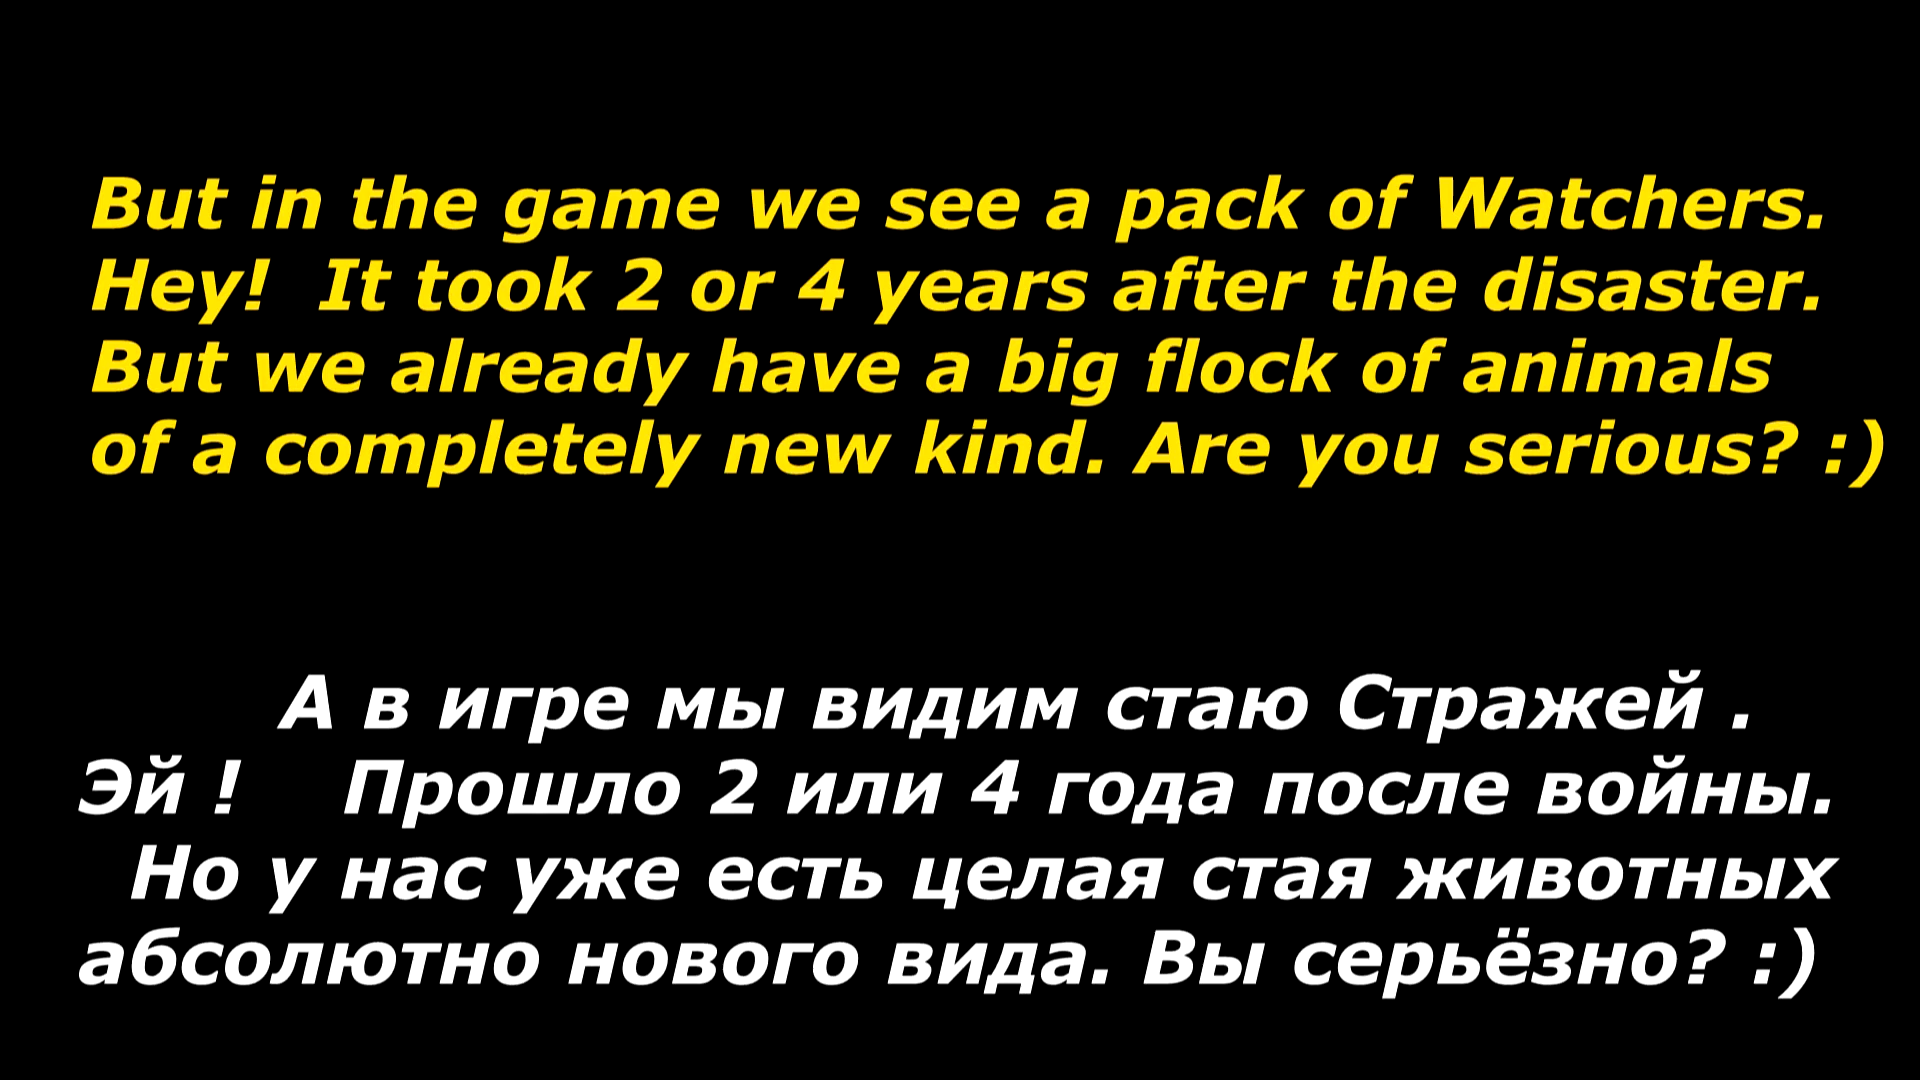 But in the game we see a pack of Watchers.
Hey!  It took 2 or 4 years after the disaster.
But we already have a big flock of animals
of a completely new kind. Are you serious? :)
А в игре мы видим стаю Стражей .
Эй !    Прошло 2 или 4 года после войны.
Но у нас уже есть целая стая животных
абсолютно нового вида. Вы серьёзно? :)